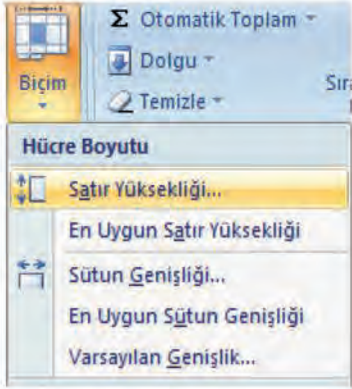 Σ Otomatik Toplam
Dolgu
Biçim
Temizle
Hücre Boyutu
Satır Yüksekliği...
En Uygun Satır Yüksekliği
Sütun Genişliği...
En Uygun Sütun Genişliği
Varsayılan Genişlik...